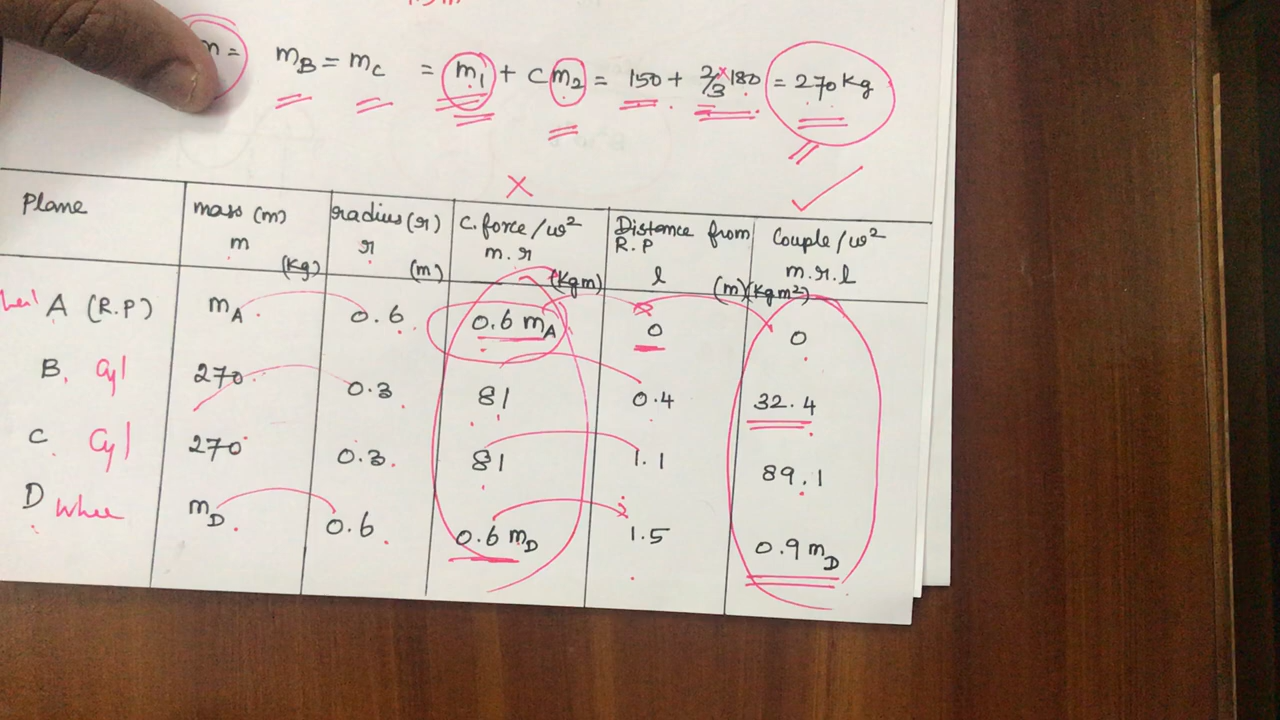 m = mB = mC = m1 + C m2 = 150 + 2/3 × 180 = 270 Kg
Plane
mass (m) m (Kg)
radius (r) r (m)
C. force / ω² m. r (Kgm)
Distance from R.P l (m)
Couple / ω² m. r. l (Kgm²)
A (R.P) mA 0.6 0.6 mA 0 0
B, Cyl 270 0.3 81 0.4 32.4
C Cyl 270 0.3 81 1.1 89.1
D Whee mD 0.6 0.6 mD 1.5 0.9 mD